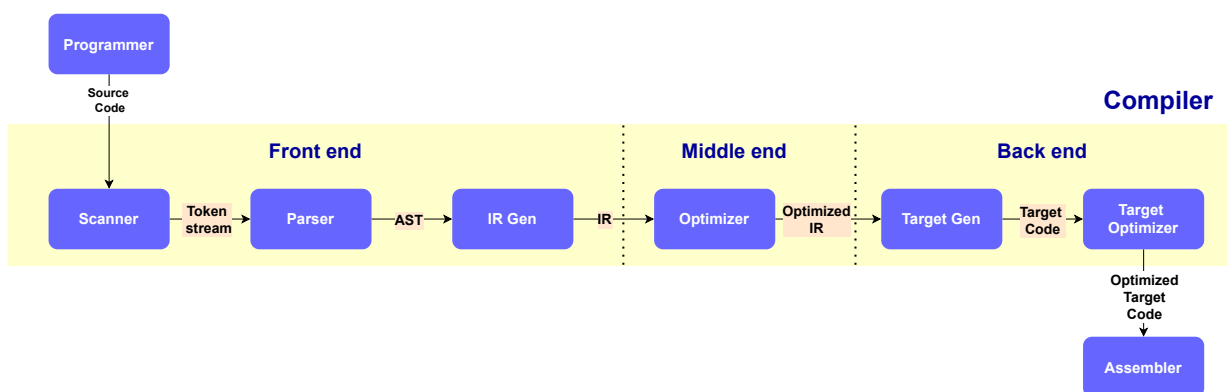 Programmer
Source
Code
Compiler
Front end
Middle end
Back end
Scanner
Token
stream
Parser
AST
IR Gen
IR
Optimizer
Optimized
IR
Target Gen
Target
Code
Target
Optimizer
Optimized
Target
Code
Assembler